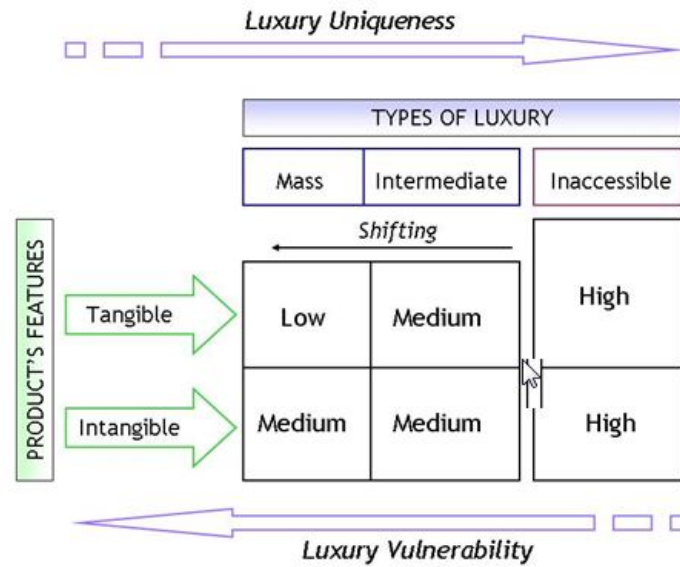 Luxury Uniqueness
TYPES OF LUXURY
Mass Intermediate Inaccessible
Shifting
PRODUCT'S FEATURES
Tangible Low Medium High
Intangible Medium Medium High
Luxury Vulnerability